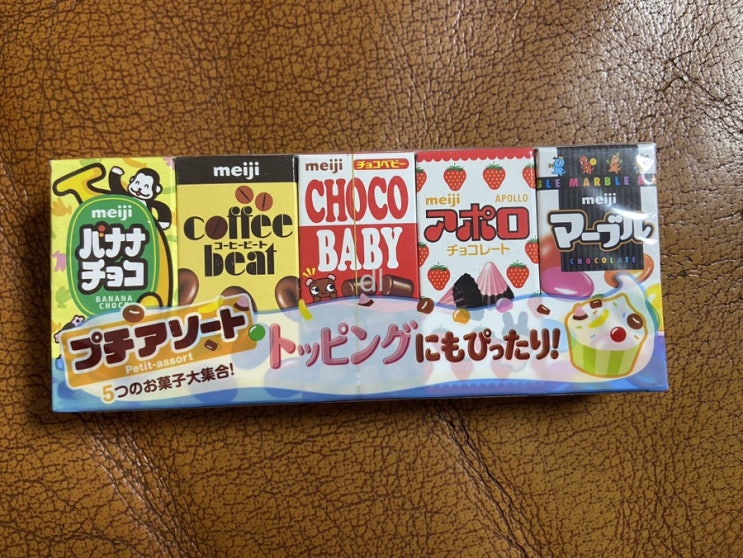 meiji
バナナ
チョコ
BANANA
CHOCO
meiji
coffee
コーヒービート
beat
meiji チョコベビー
CHOCO
BABY
meiji APOLLO
アポロ
チョコレート
MARBLE
meiji
マーブル
CHOCOLATE
プチアソート
Petit-assort
5つのお菓子大集合!
トッピングにもぴったり!